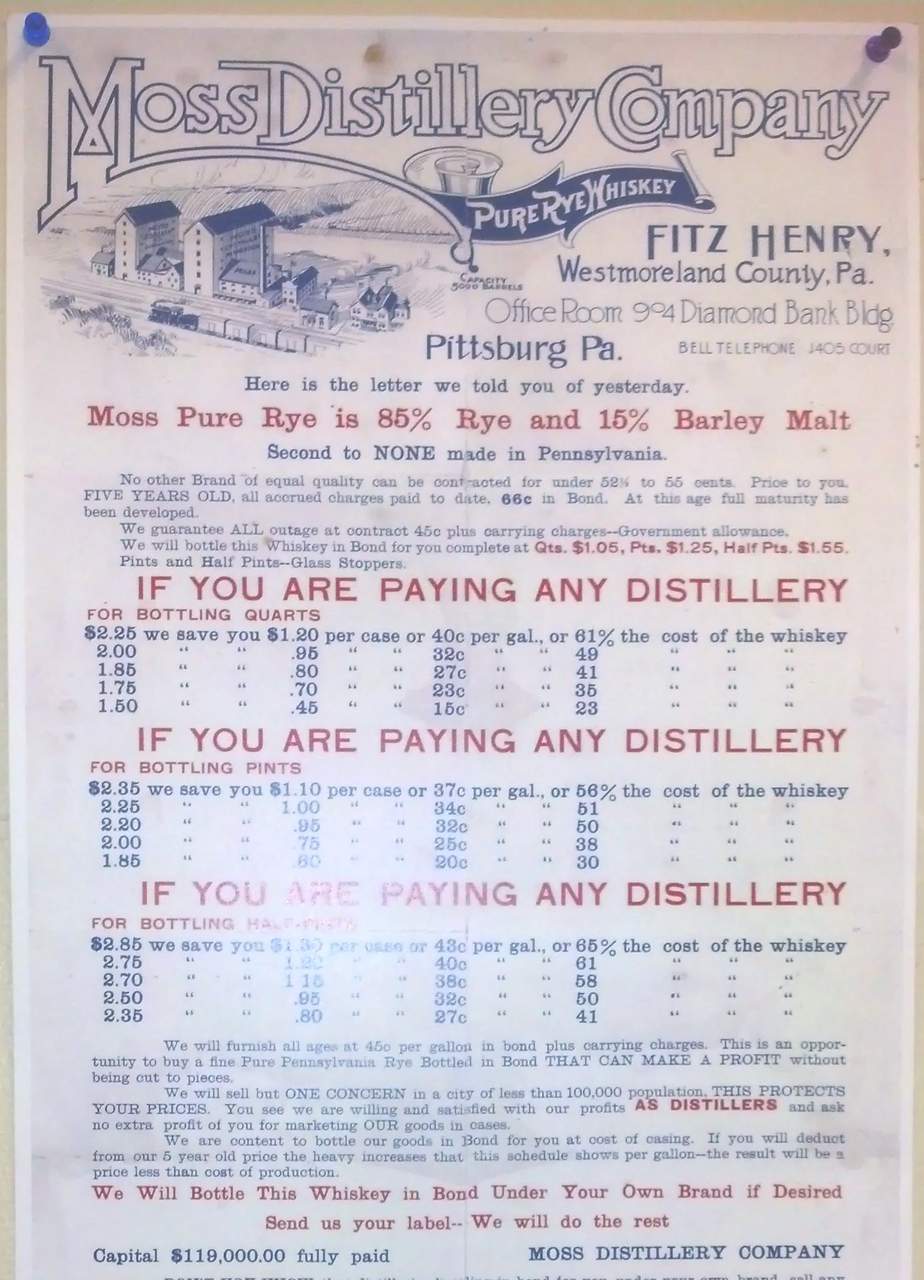 Moss Distillery Company
PURE RYE WHISKEY
CAPACITY
5000 BARRELS
FITZ HENRY,
Westmoreland County, Pa.
Office Room 904 Diamond Bank Bldg.
Pittsburg Pa.
BELL TELEPHONE 1405 COURT
Here is the letter we told you of yesterday.
Moss Pure Rye is 85% Rye and 15% Barley Malt
Second to NONE made in Pennsylvania.
No other Brand of equal quality can be contracted for under 52½ to 55 cents. Price to you,
FIVE YEARS OLD, all accrued charges paid to date, 66c in Bond. At this age full maturity has
been developed.
We guarantee ALL outage at contract 45c plus carrying charges--Government allowance.
We will bottle this Whiskey in Bond for you complete at Qts. $1.05, Pts. $1.25, Half Pts. $1.55.
Pints and Half Pints--Glass Stoppers.
IF YOU ARE PAYING ANY DISTILLERY
FOR BOTTLING QUARTS
$2.25 we save you $1.20 per case or 40c per gal., or 61% the cost of the whiskey
2.00 " " .95 " " 32c " " 49 " " "
1.85 " " .80 " " 27c " " 41 " " "
1.75 " " .70 " " 23c " " 35 " " "
1.50 " " .45 " " 15c " " 23 " " "
IF YOU ARE PAYING ANY DISTILLERY
FOR BOTTLING PINTS
$2.35 we save you $1.10 per case or 37c per gal., or 56% the cost of the whiskey
2.25 " " 1.00 " " 34c " " 51 " " "
2.20 " " .95 " " 32c " " 50 " " "
2.00 " " .75 " " 25c " " 38 " " "
1.85 " " .60 " " 20c " " 30 " " "
IF YOU ARE PAYING ANY DISTILLERY
FOR BOTTLING HALF-PINTS
$2.85 we save you $1.30 per case or 43c per gal., or 65% the cost of the whiskey
2.75 " " 1.20 " " 40c " " 61 " " "
2.70 " " 1 15 " " 38c " " 58 " " "
2.50 " " .95 " " 32c " " 50 " " "
2.35 " " .80 " " 27c " " 41 " " "
We will furnish all ages at 45c per gallon in bond plus carrying charges. This is an oppor-
tunity to buy a fine Pure Pennsylvania Rye Bottled in Bond THAT CAN MAKE A PROFIT without
being cut to pieces.
We will sell but ONE CONCERN in a city of less than 100,000 population, THIS PROTECTS
YOUR PRICES. You see we are willing and satisfied with our profits AS DISTILLERS and ask
no extra profit of you for marketing OUR goods in cases.
We are content to bottle our goods in Bond for you at cost of casing. If you will deduct
from our 5 year old price the heavy increases that this schedule shows per gallon—the result will be a
price less than cost of production.
We Will Bottle This Whiskey in Bond Under Your Own Brand if Desired
Send us your label-- We will do the rest
Capital $119,000.00 fully paid
MOSS DISTILLERY COMPANY